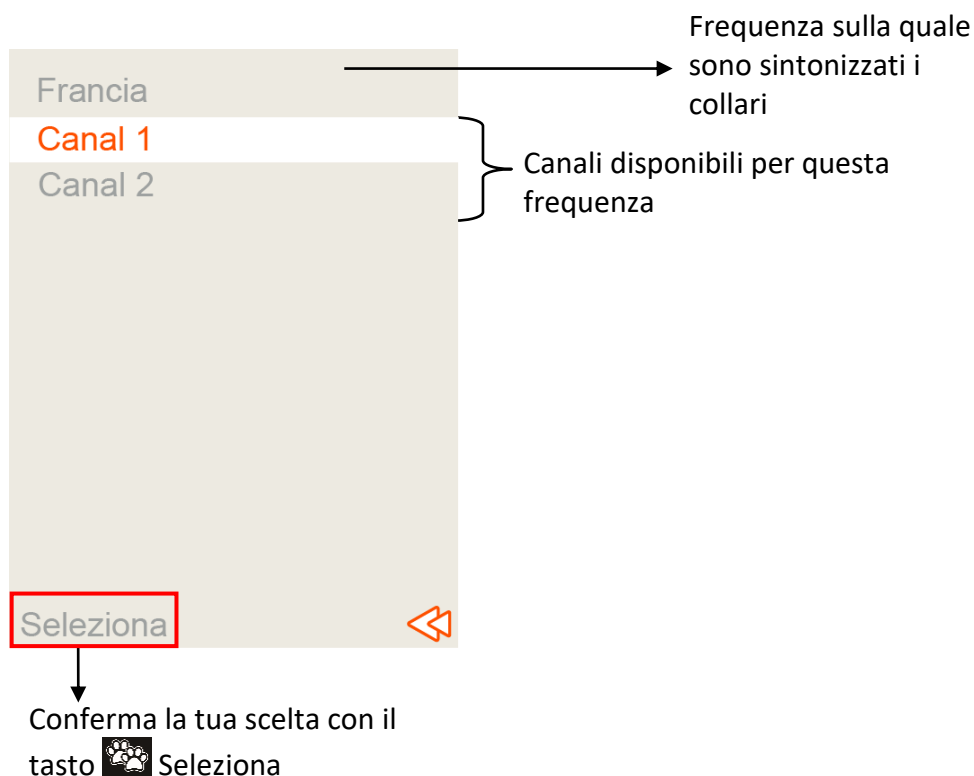 Frequenza sulla quale
sono sintonizzati i
collari
Francia
Canal 1
Canal 2
Canali disponibili per questa
frequenza
Seleziona
Conferma la tua scelta con il
tasto Seleziona